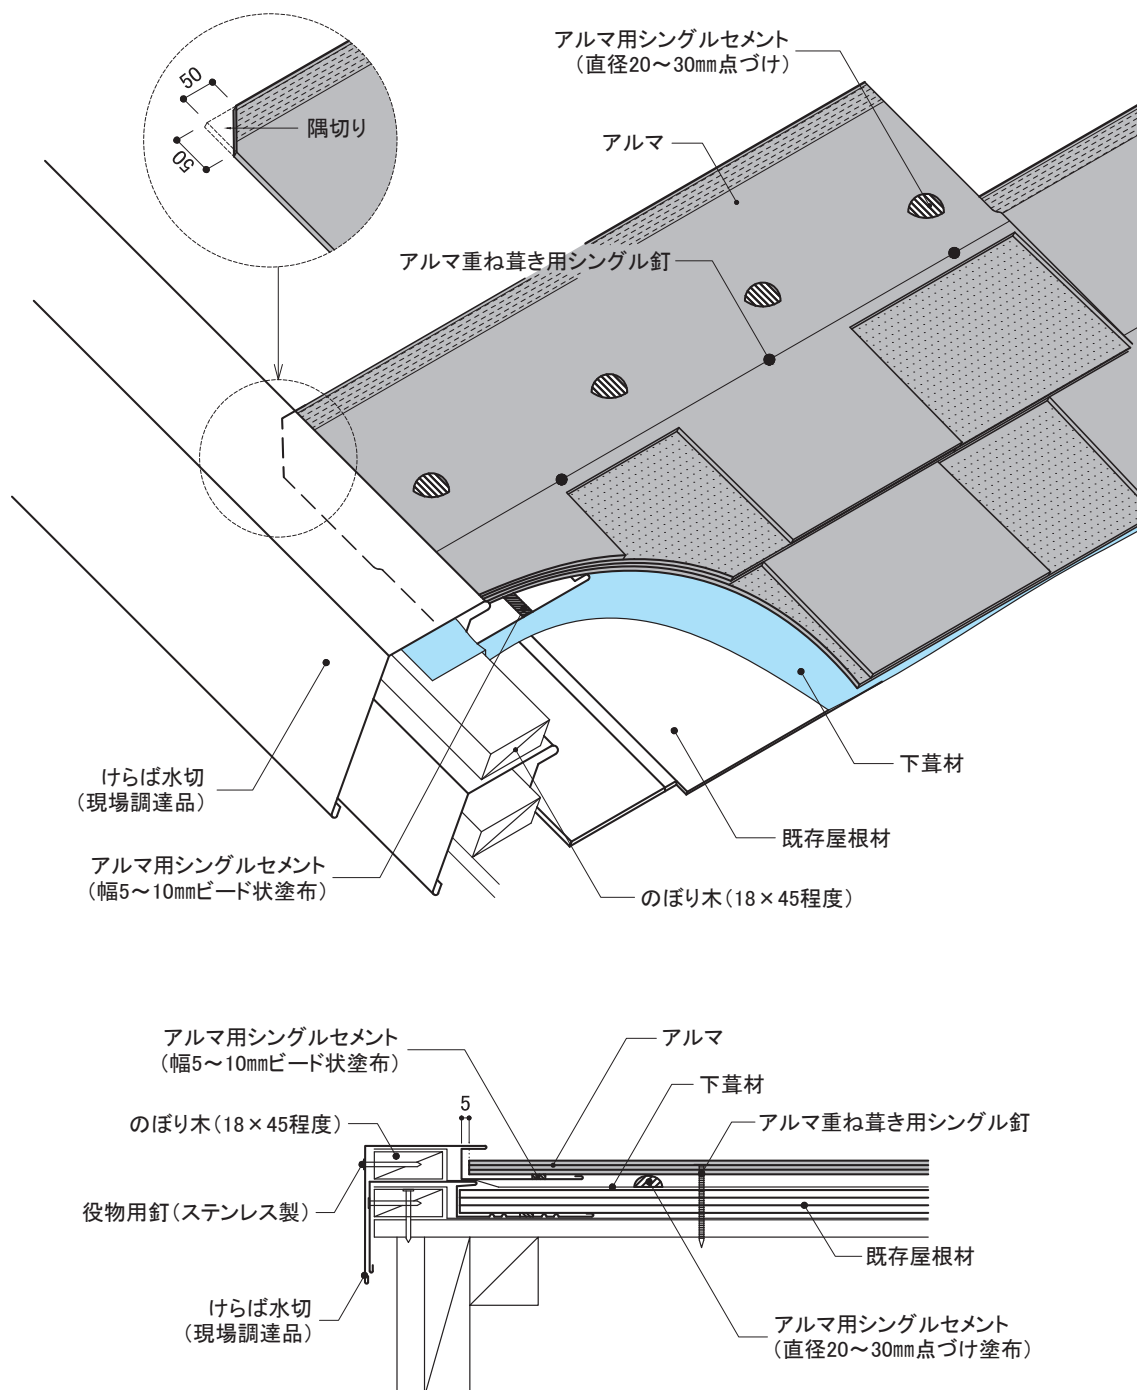 アルマ用シングルセメント
（直径20～30㎜点づけ）
50
隅切り
50
アルマ
アルマ重ね葺き用シングル釘
けらば水切
（現場調達品）
下葺材
既存屋根材
アルマ用シングルセメント
（幅5～10㎜ビード状塗布）
のぼり木（18×45程度）
アルマ用シングルセメント
（幅5～10㎜ビード状塗布）
アルマ
下葺材
5
のぼり木（18×45程度）
アルマ重ね葺き用シングル釘
役物用釘（ステンレス製）
既存屋根材
けらば水切
（現場調達品）
アルマ用シングルセメント
（直径20～30㎜点づけ塗布）